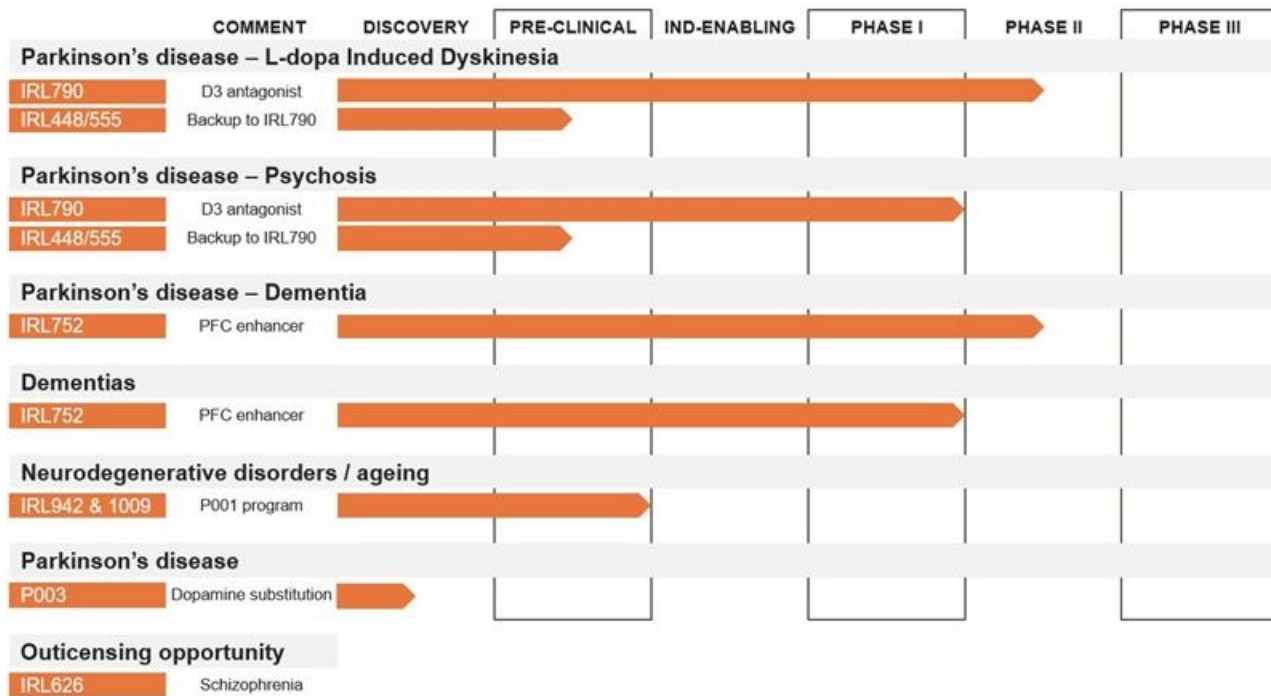 COMMENT DISCOVERY PRE-CLINICAL IND-ENABLING PHASE I PHASE II PHASE III
Parkinson's disease – L-dopa Induced Dyskinesia
IRL790 D3 antagonist
IRL448/555 Backup to IRL790
Parkinson's disease – Psychosis
IRL790 D3 antagonist
IRL448/555 Backup to IRL790
Parkinson's disease – Dementia
IRL752 PFC enhancer
Dementias
IRL752 PFC enhancer
Neurodegenerative disorders / ageing
IRL942 & 1009 P001 program
Parkinson's disease
P003 Dopamine substitution
Outicensing opportunity
IRL626 Schizophrenia